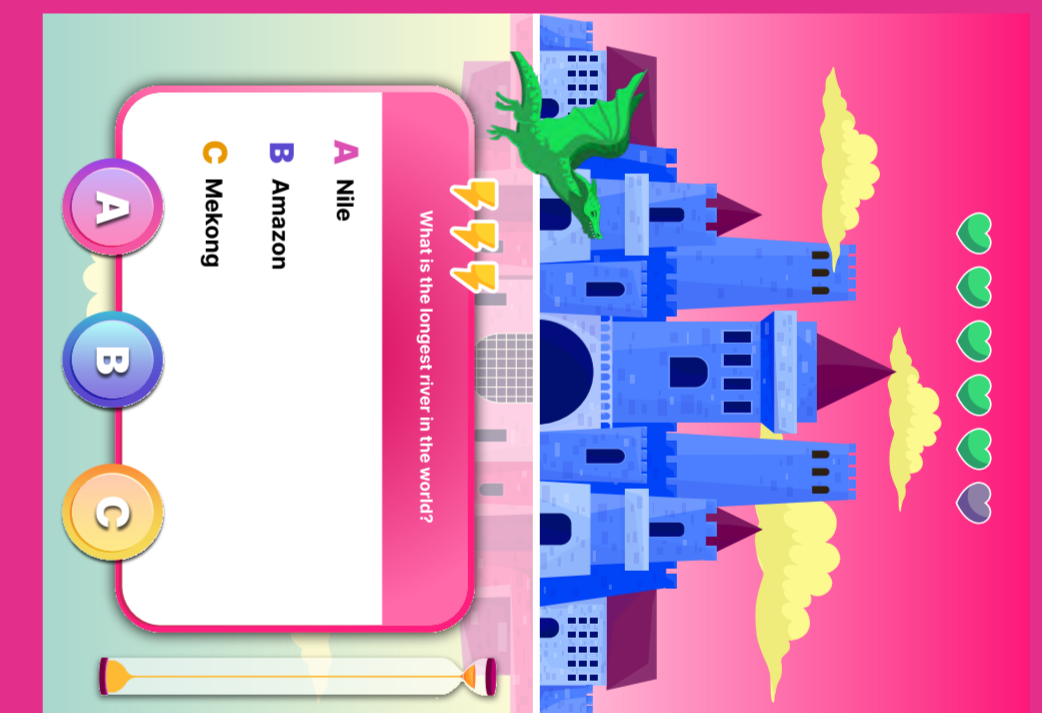 What is the longest river in the world?
A Nile
B Amazon
C Mekong
A
B
C